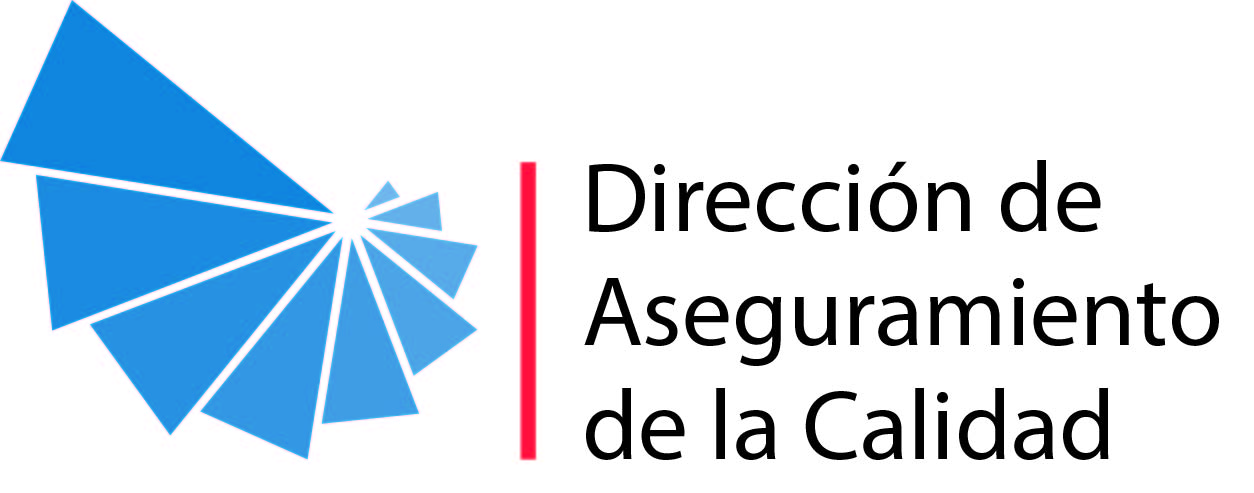 Dirección de
Aseguramiento
de la Calidad